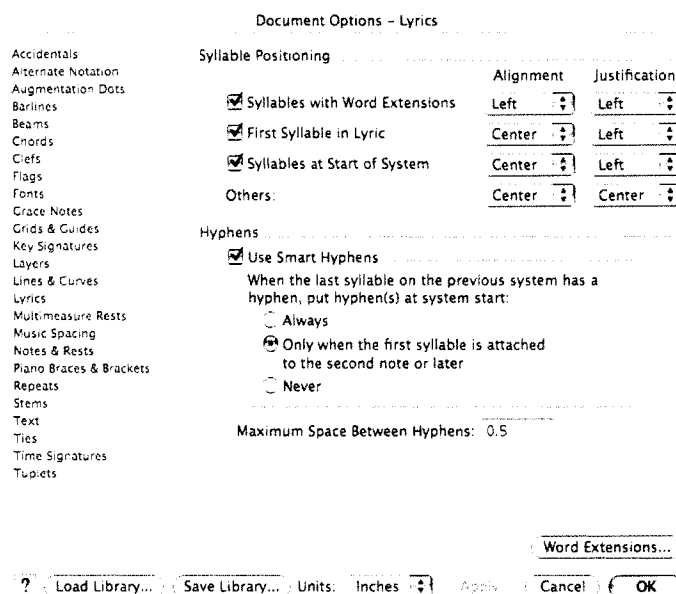 Document Options – Lyrics
Accidentals
Alternate Notation
Augmentation Dots
Barlines
Beams
Chords
Clefs
Flags
Fonts
Grace Notes
Grids & Guides
Key Signatures
Layers
Lines & Curves
Lyrics
Multimeasure Rests
Music Spacing
Notes & Rests
Piano Braces & Brackets
Repeats
Stems
Text
Ties
Time Signatures
Tuplets
Syllable Positioning
Alignment Justification
Syllables with Word Extensions Left Left
First Syllable in Lyric Center Left
Syllables at Start of System Center Left
Others: Center Center
Hyphens
Use Smart Hyphens
When the last syllable on the previous system has a
hyphen, put hyphen(s) at system start:
Always
Only when the first syllable is attached
to the second note or later
Never
Maximum Space Between Hyphens: 0.5
Word Extensions...
? Load Library... Save Library... Units: Inches Apply Cancel OK